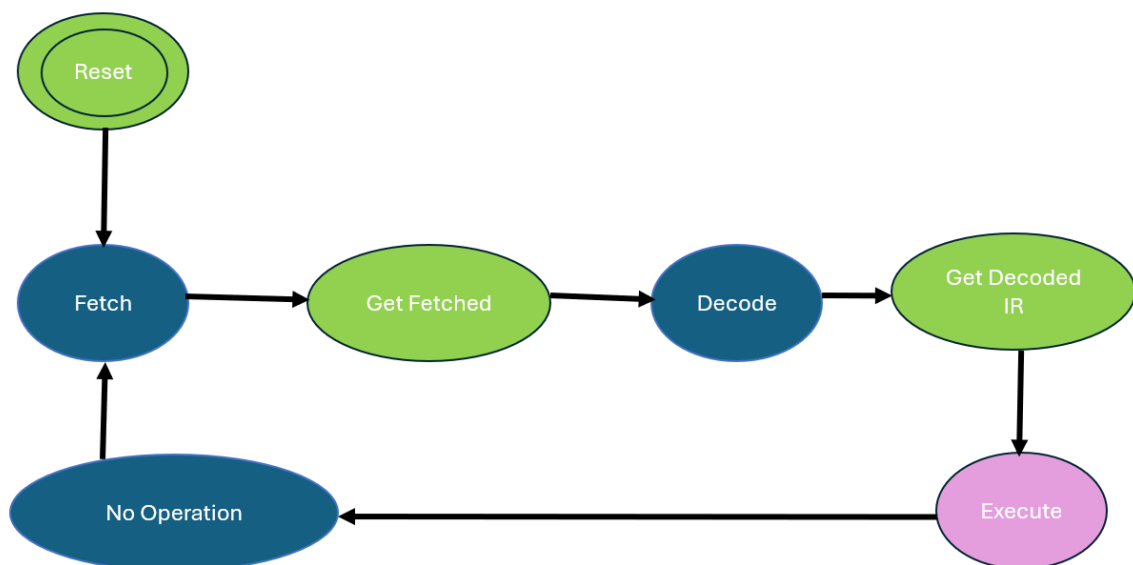 Reset
Fetch
Get Fetched
Decode
Get Decoded
IR
No Operation
Execute